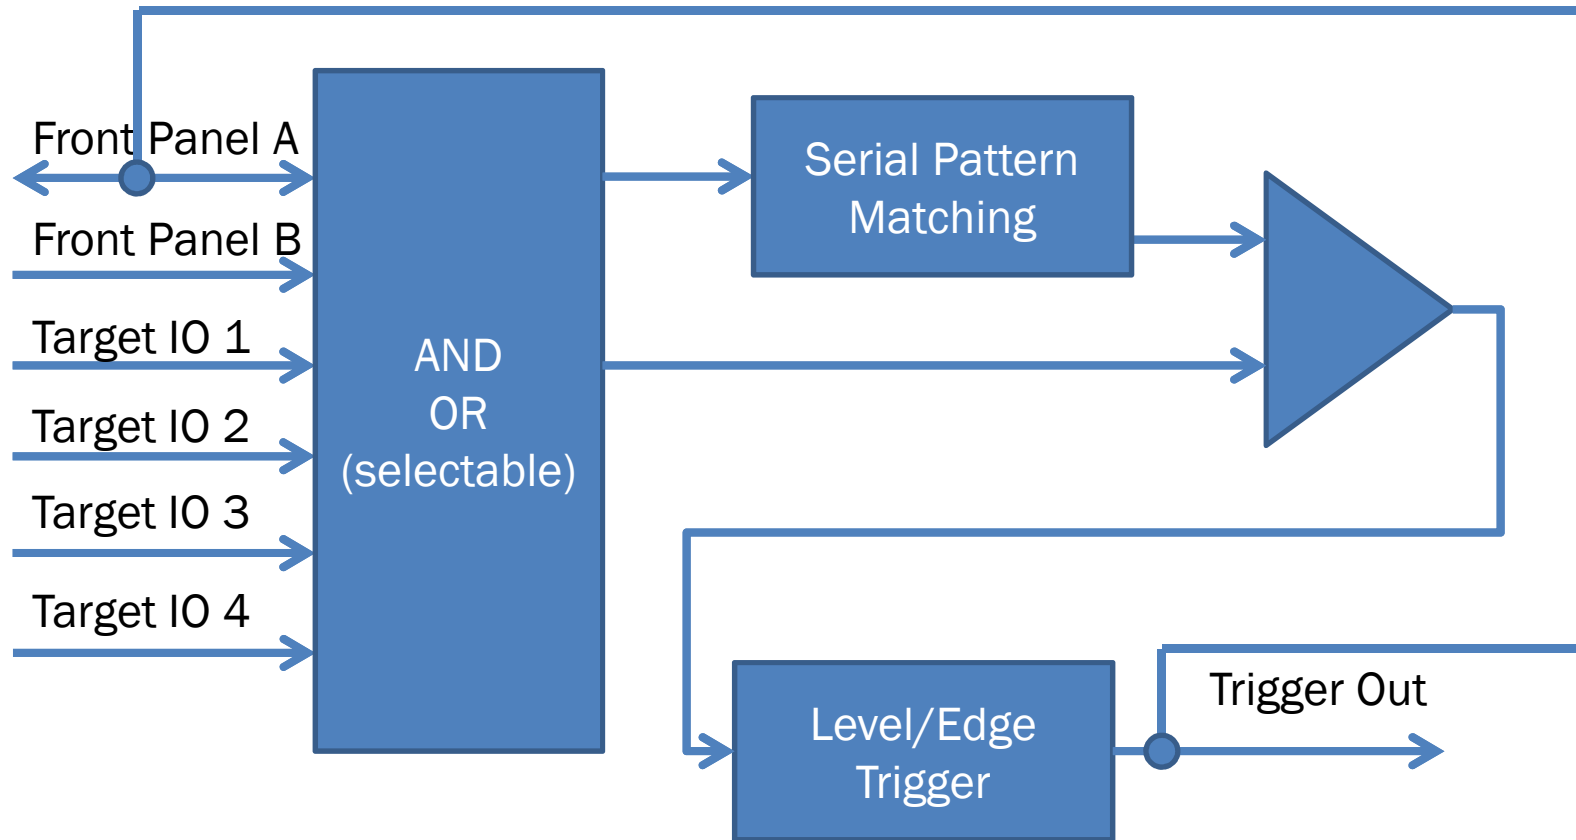 Front Panel A
Front Panel B
Target IO 1
Target IO 2
Target IO 3
Target IO 4
AND
OR
(selectable)
Serial Pattern
Matching
Level/Edge
Trigger
Trigger Out